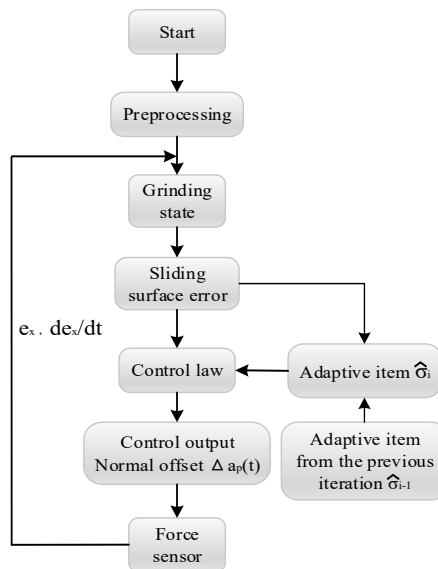 Start
Preprocessing
Grinding
state
Sliding
surface error
eₓ , deₓ/dt
Control law
Adaptive item σ̂ᵢ
Control output
Normal offset Δaₚ(t)
Adaptive item
from the previous
iteration σ̂ᵢ₋₁
Force
sensor